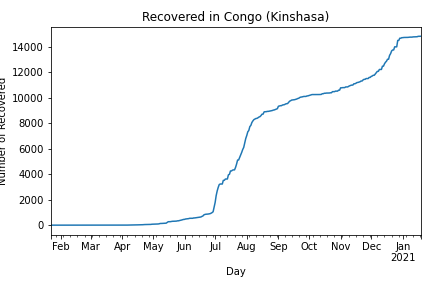 Recovered in Congo (Kinshasa)
Number of Recovered
14000
12000
10000
8000
6000
4000
2000
0
Feb Mar Apr May Jun Jul Aug Sep Oct Nov Dec Jan
2021
Day